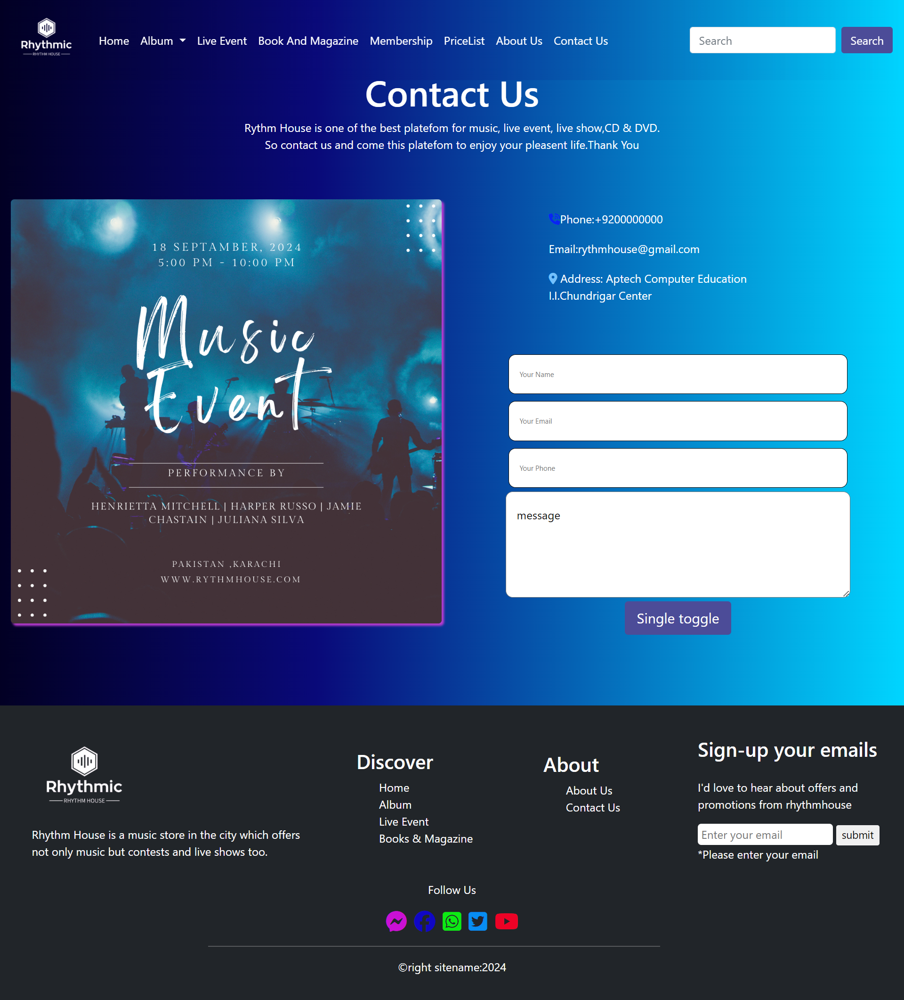 Rhythmic
RHYTHM HOUSE
Home
Album
Live Event
Book And Magazine
Membership
PriceList
About Us
Contact Us
Search
Search
Contact Us
Rythm House is one of the best platefom for music, live event, live show,CD & DVD.
So contact us and come this platefom to enjoy your pleasent life.Thank You
18 SEPTAMBER, 2024
5:00 PM - 10:00 PM
Music
Event
PERFORMANCE BY
HENRIETTA MITCHELL | HARPER RUSSO | JAMIE
CHASTAIN | JULIANA SILVA
PAKISTAN ,KARACHI
WWW.RYTHMHOUSE.COM
Phone:+9200000000
Email:rythmhouse@gmail.com
Address: Aptech Computer Education
I.I.Chundrigar Center
Your Name
Your Email
Your Phone
message
Single toggle
Rhythmic
RHYTHM HOUSE
Rhythm House is a music store in the city which offers
not only music but contests and live shows too.
Discover
Home
Album
Live Event
Books & Magazine
About
About Us
Contact Us
Sign-up your emails
I'd love to hear about offers and
promotions from rhythmhouse
Enter your email
submit
*Please enter your email
Follow Us
©right sitename:2024